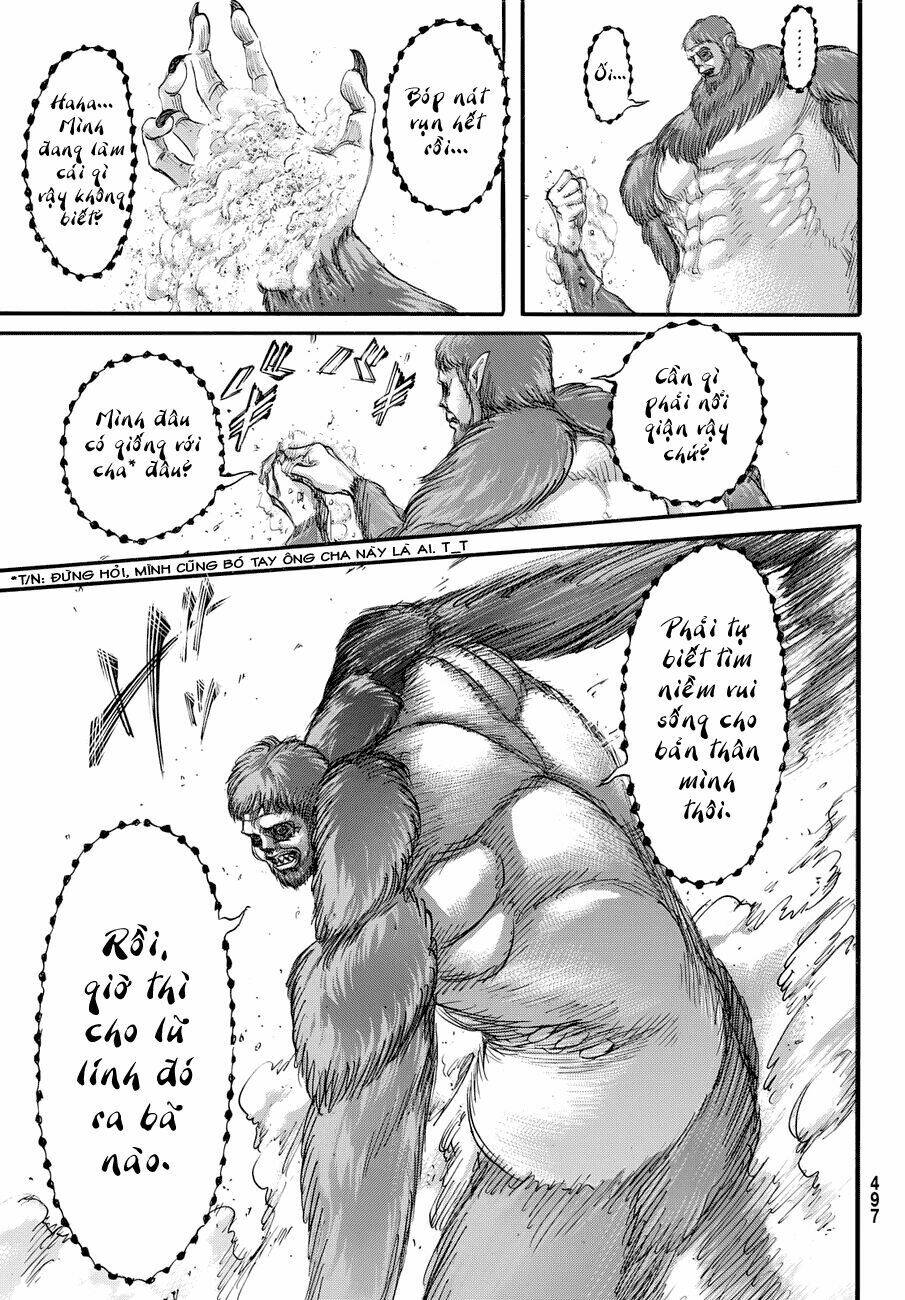 ......
Ối...
Bóp nát
rụn hết
rồi...
Haha...
Mình
đang làm
cái gì
vậy không
biết?
Cần gì
phải nổi
giận vậy
chứ?
Mình đâu
có giống với
cha* đâu?
*T/N: ĐỪNG HỎI, MÌNH CŨNG BÓ TAY ÔNG CHA NÀY LÀ AI. T_T
Phải tự
biết tìm
niềm vui
sống cho
bản thân
mình
thôi.
Rồi,
giờ thì
cho lũ
lính đó
ra bã
nào.
497